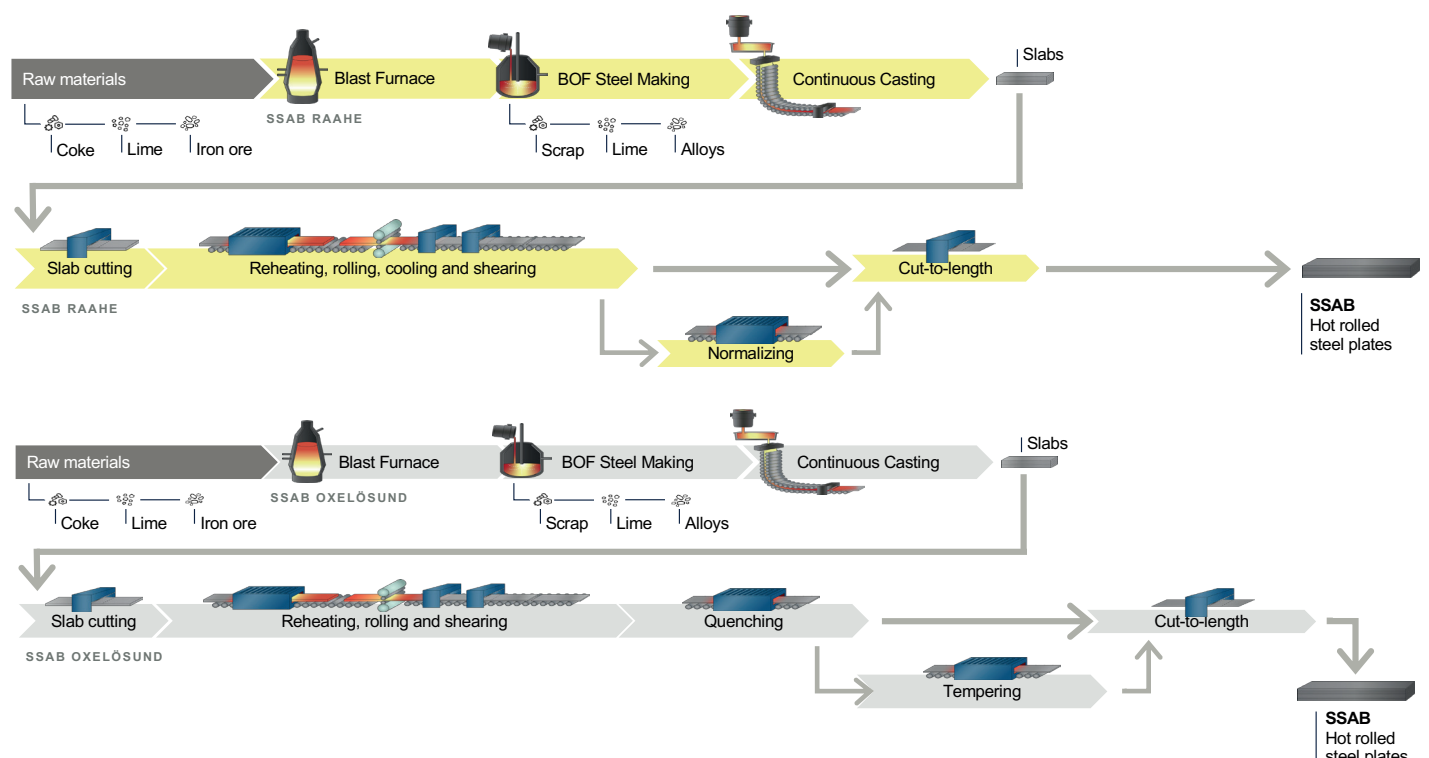 Slabs
Raw materials
Blast Furnace
BOF Steel Making
Continuous Casting
SSAB RAAHE
Coke
Lime
Iron ore
Scrap
Lime
Alloys
Slab cutting
Reheating, rolling, cooling and shearing
Cut-to-length
SSAB RAAHE
SSAB
Hot rolled
steel plates
Normalizing
Slabs
Raw materials
Blast Furnace
BOF Steel Making
Continuous Casting
SSAB OXELÖSUND
Coke
Lime
Iron ore
Scrap
Lime
Alloys
Slab cutting
Reheating, rolling and shearing
Quenching
Cut-to-length
SSAB OXELÖSUND
Tempering
SSAB
Hot rolled
steel plates